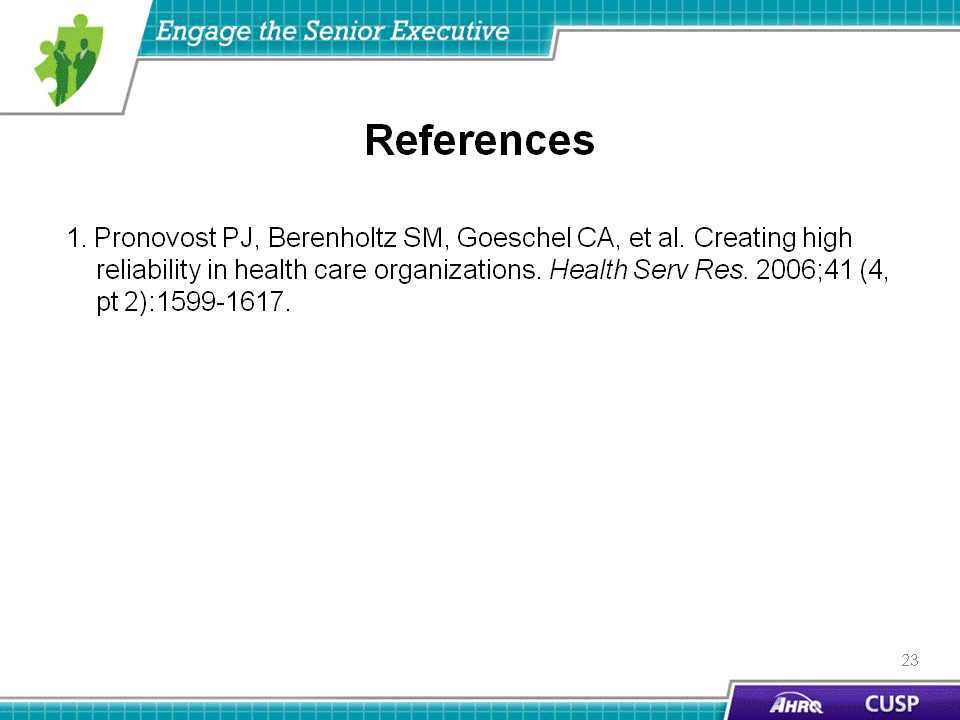 Engage the Senior Executive
References
1. Pronovost PJ, Berenholtz SM, Goeschel CA, et al. Creating high
reliability in health care organizations. Health Serv Res. 2006;41 (4,
pt 2):1599-1617.
23
AHRQ CUSP